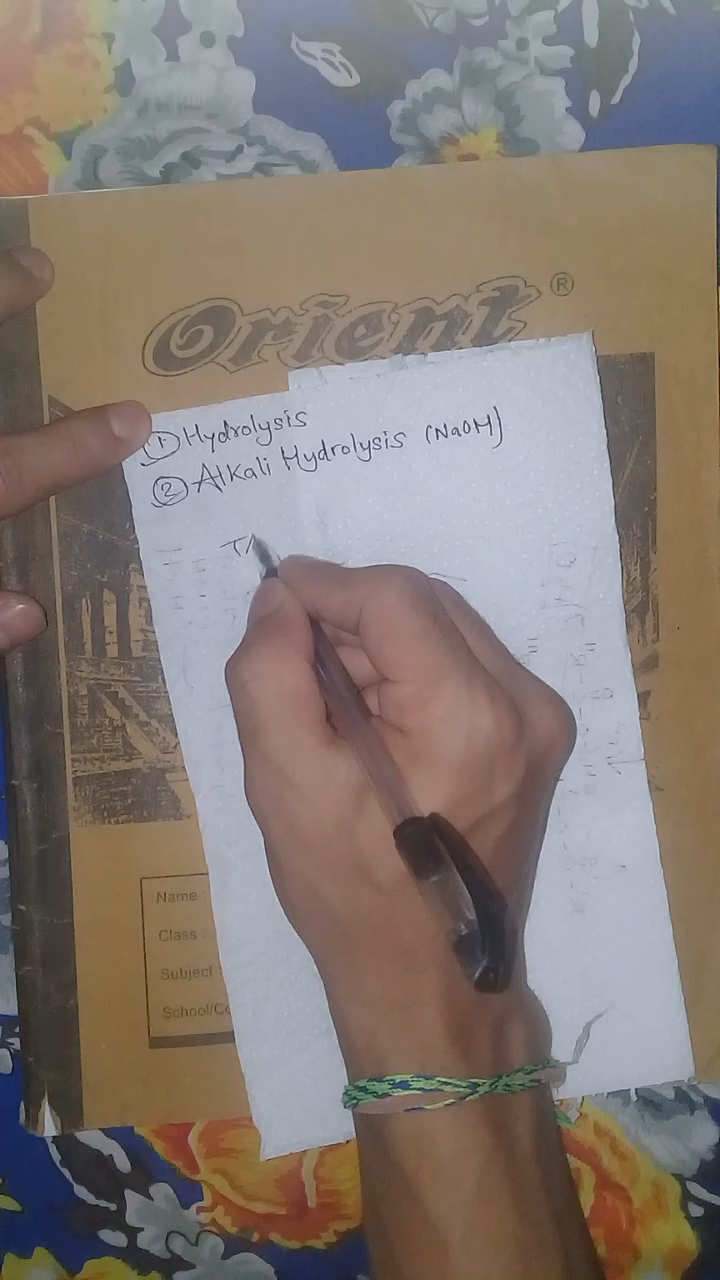 Orient ®
① Hydrolysis
② Alkali Hydrolysis (NaOH)
Name :
Class :
Subject :